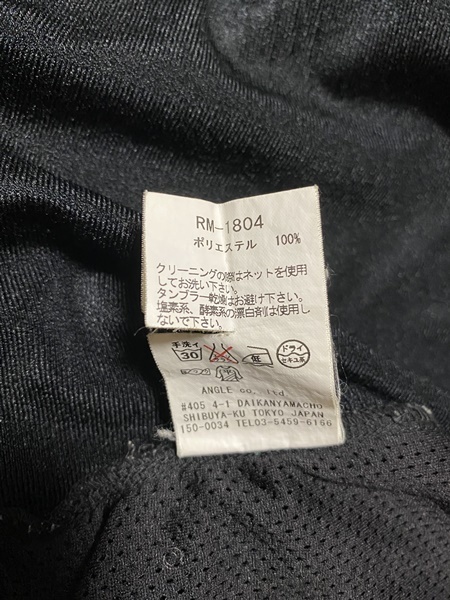 RM-1804
ポリエステル 100%
クリーニングの際はネットを使用
してお洗い下さい。
タンブラー乾燥はお避け下さい。
塩素系、酵素系の漂白剤は使用し
ないで下さい。
手洗イ
30
低
ドライ
セキユ系
ANGLE co., ltd
#405 4-1 DAIKANYAMACHO
SHIBUYA-KU TOKYO JAPAN
150-0034 TEL03-5459-6166